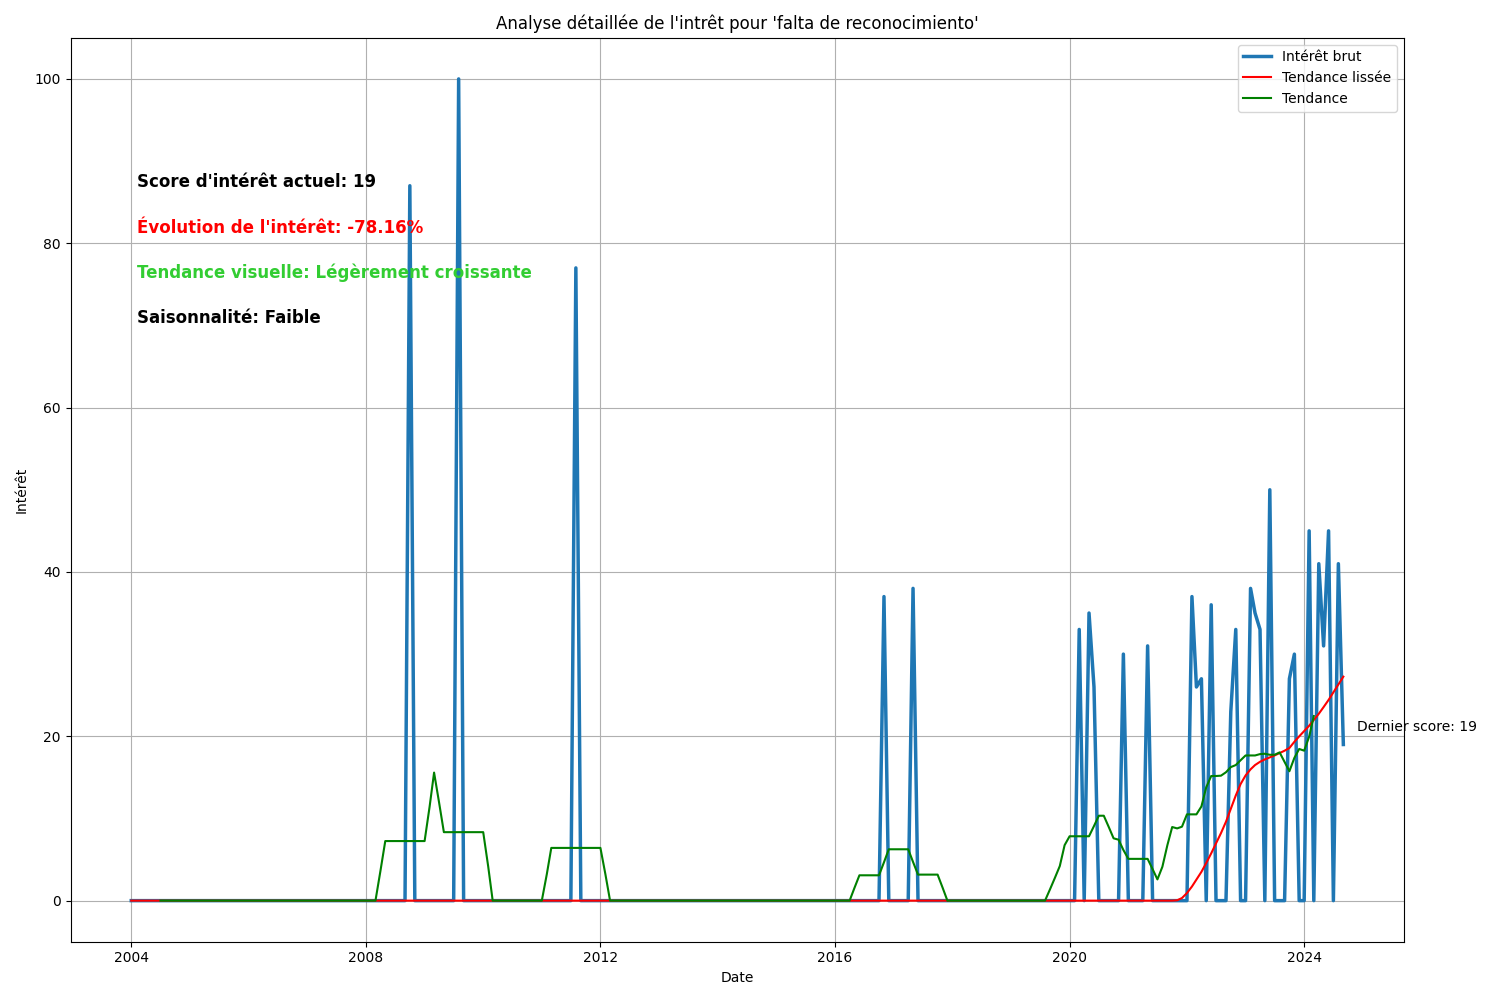 Analyse détaillée de l'intrêt pour 'falta de reconocimiento'
Intérêt brut
Tendance lissée
Tendance
Score d'intérêt actuel: 19
Évolution de l'intérêt: -78.16%
Tendance visuelle: Légèrement croissante
Saisonnalité: Faible
Dernier score: 19
Intérêt
100
80
60
40
20
0
2004
2008
2012
2016
2020
2024
Date